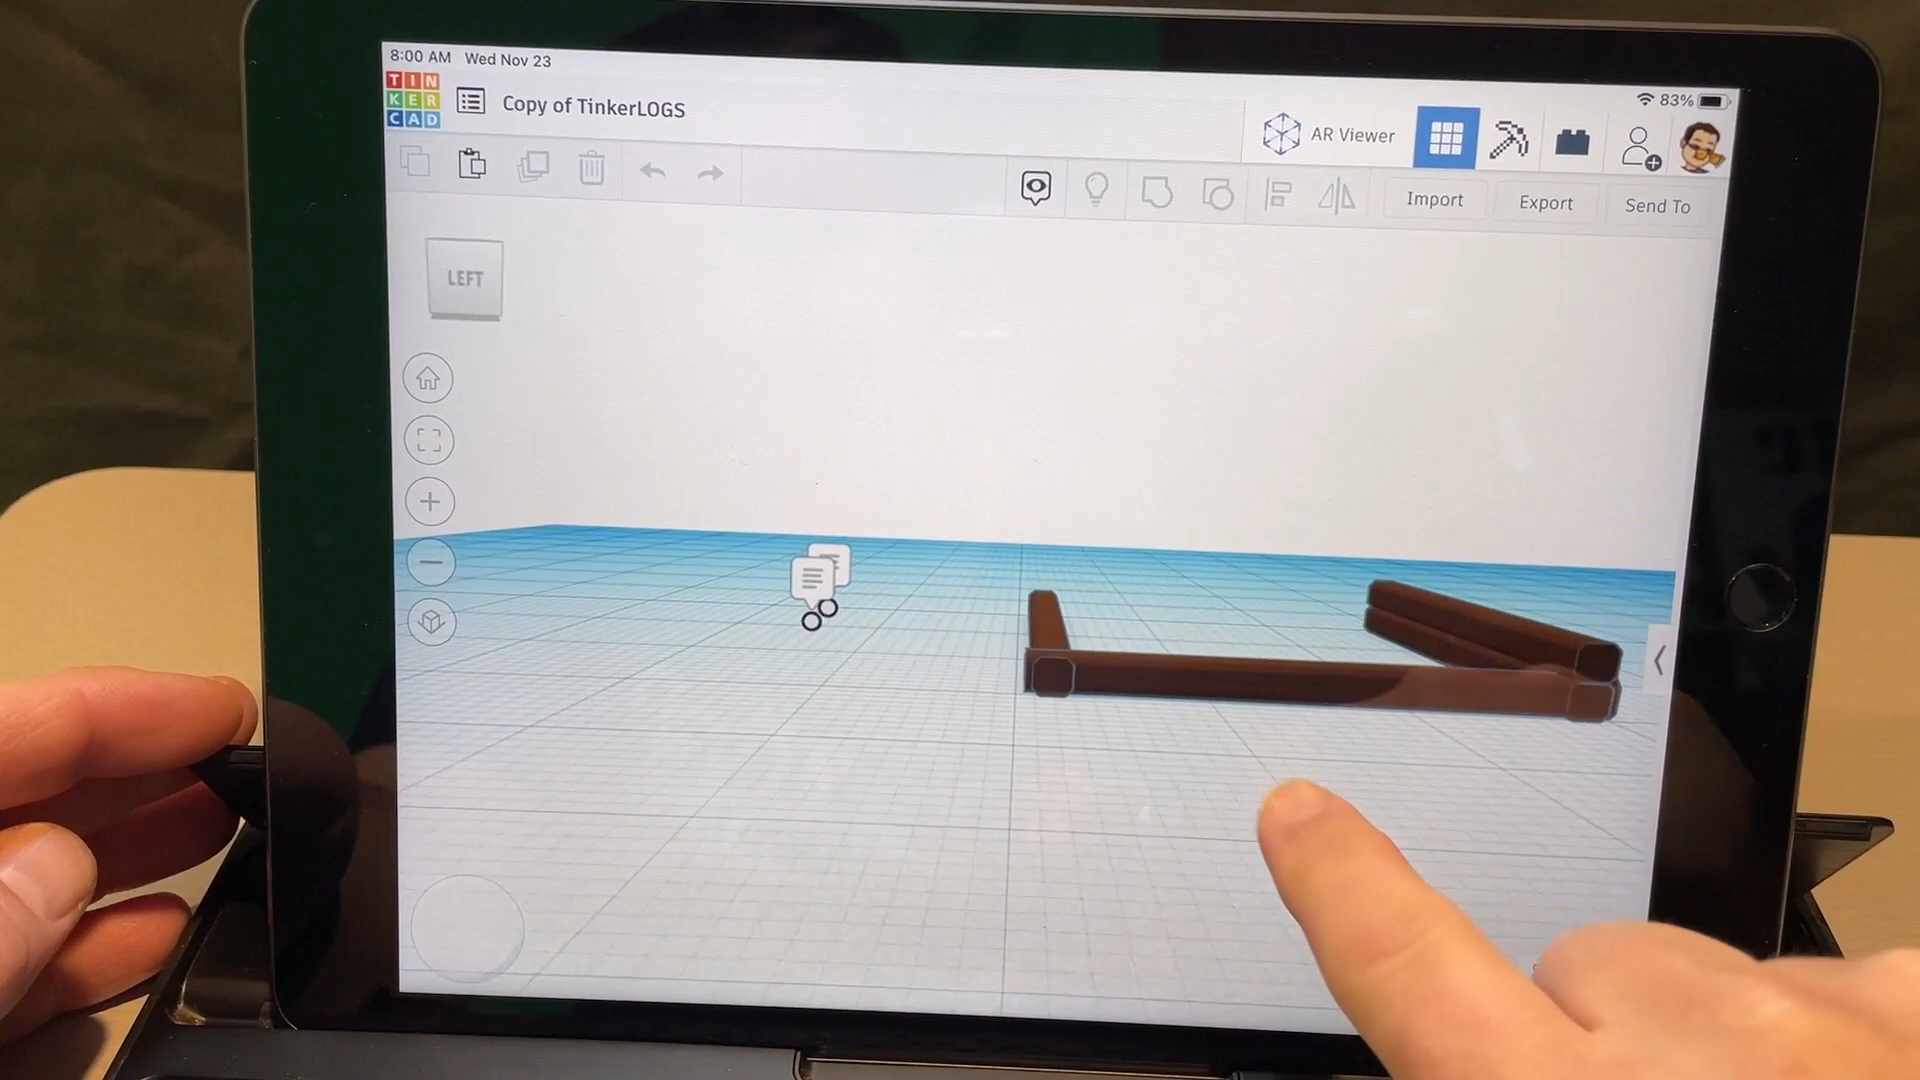 8:00 AM Wed Nov 23
83%
TIN
KER
CAD
Copy of TinkerLOGS
AR Viewer
Import
Export
Send To
LEFT